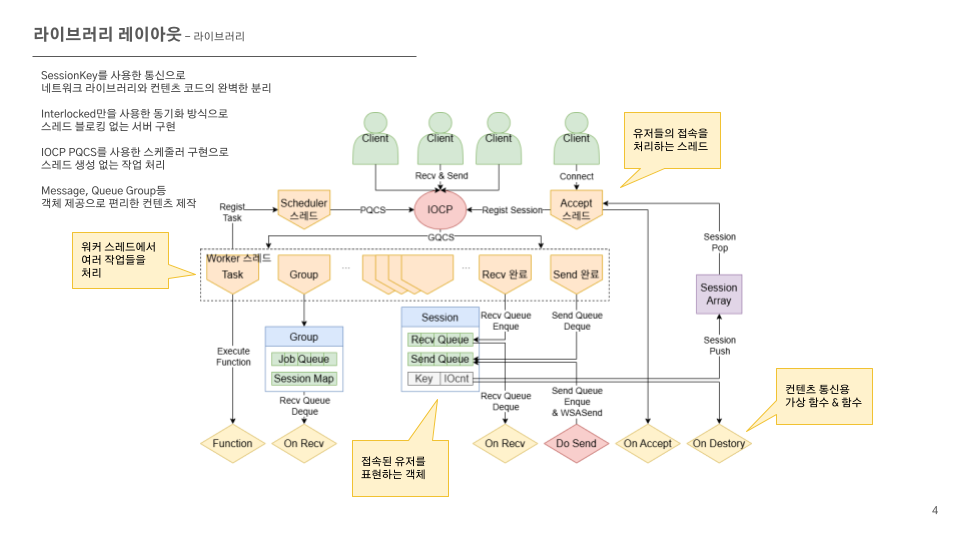 라이브러리 레이아웃 – 라이브러리
SessionKey를 사용한 통신으로
네트워크 라이브러리와 컨텐츠 코드의 완벽한 분리
Interlocked만을 사용한 동기화 방식으로
스레드 블로킹 없는 서버 구현
IOCP PQCS를 사용한 스케줄러 구현으로
스레드 생성 없는 작업 처리
Message, Queue Group등
객체 제공으로 편리한 컨텐츠 제작
Client
Client
Client
Client
유저들의 접속을
처리하는 스레드
Recv & Send
Connect
Regist
Task
Scheduler
스레드
PQCS
IOCP
Regist Session
Accept
스레드
GQCS
Session
Pop
워커 스레드에서
여러 작업들을
처리
Worker 스레드
Task
Group
...
...
Recv 완료
Send 완료
Session
Array
Session
Recv Queue
Enque
Send Queue
Deque
Group
Job Queue
Session Map
Recv Queue
Send Queue
Key
IOcnt
Session
Push
Execute
Function
Recv Queue
Deque
Recv Queue
Deque
Send Queue
Enque
& WSASend
컨텐츠 통신용
가상 함수 & 함수
Function
On Recv
On Recv
Do Send
On Accept
On Destory
접속된 유저를
표현하는 객체
4